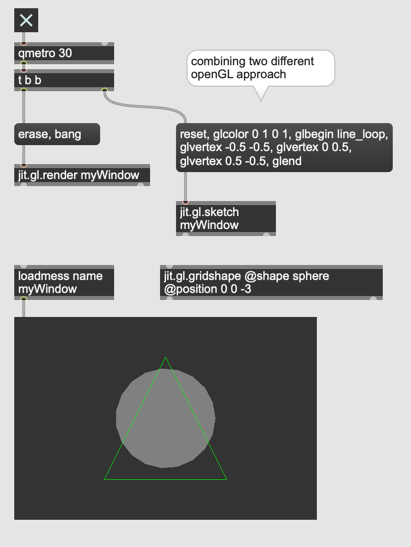 qmetro 30
t b b
combining two different
openGL approach
erase, bang
reset, glcolor 0 1 0 1, glbegin line_loop,
glvertex -0.5 -0.5, glvertex 0 0.5,
glvertex 0.5 -0.5, glend
jit.gl.render myWindow
jit.gl.sketch
myWindow
loadmess name
myWindow
jit.gl.gridshape @shape sphere
@position 0 0 -3